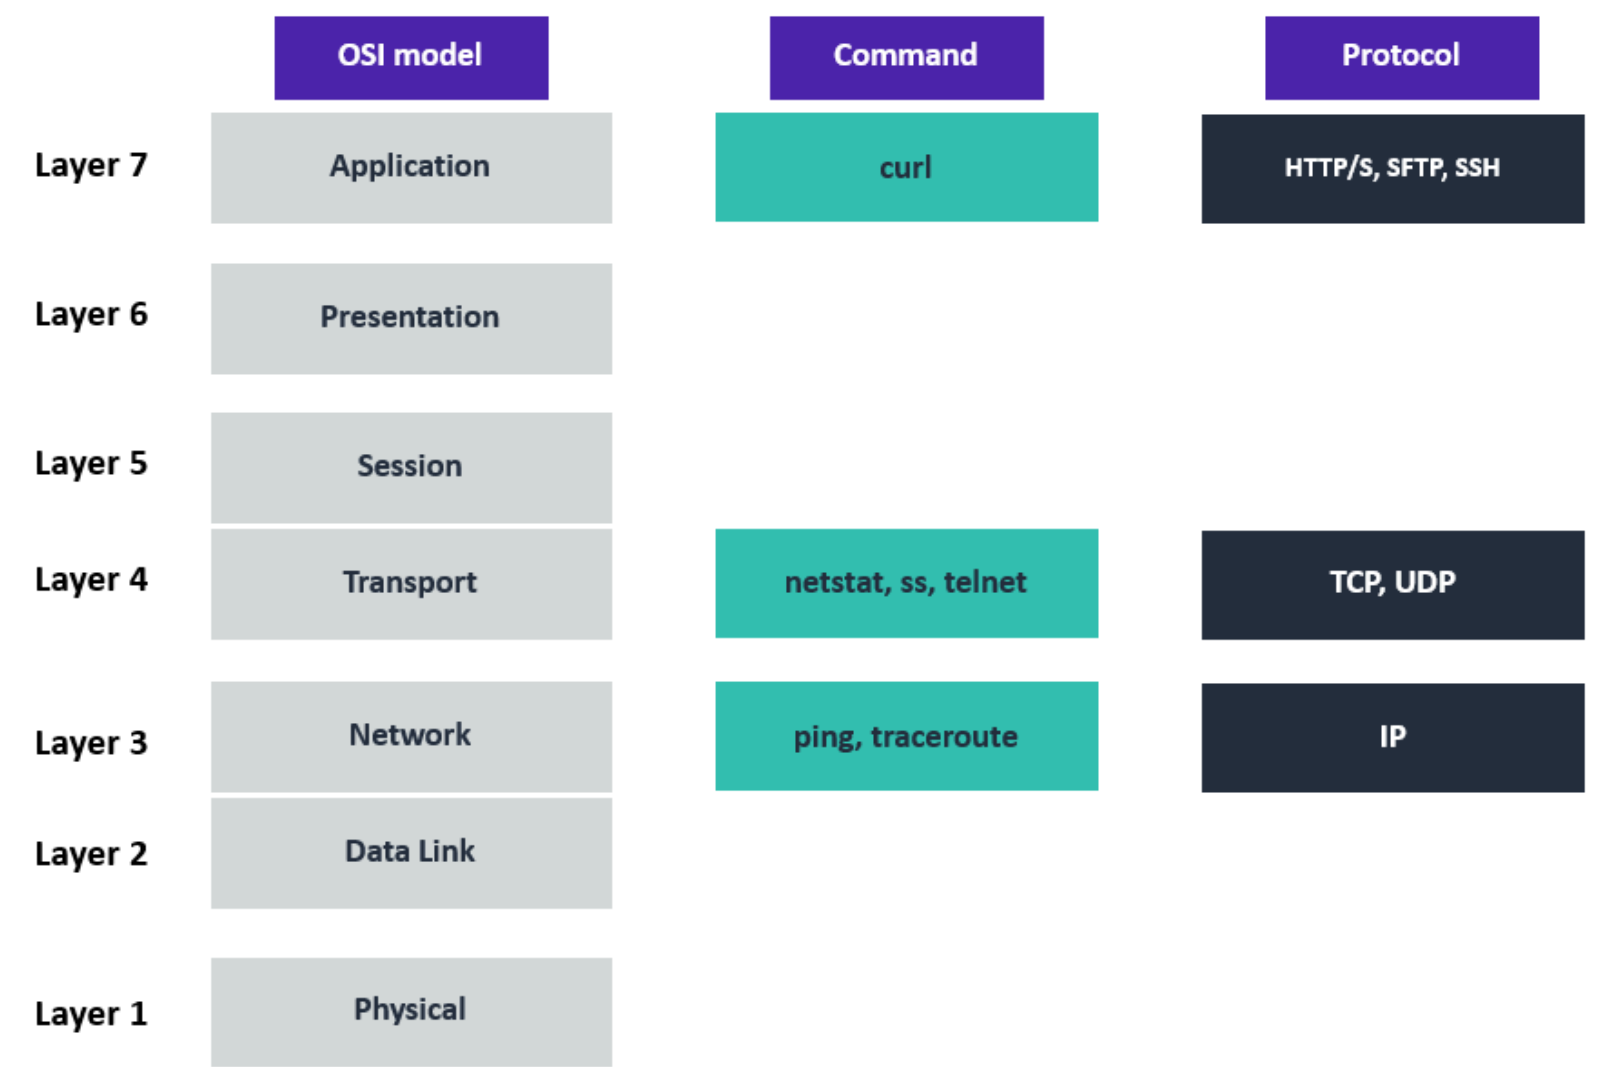 OSI model Command Protocol
Layer 7 Application curl HTTP/S, SFTP, SSH
Layer 6 Presentation
Layer 5 Session
Layer 4 Transport netstat, ss, telnet TCP, UDP
Layer 3 Network ping, traceroute IP
Layer 2 Data Link
Layer 1 Physical